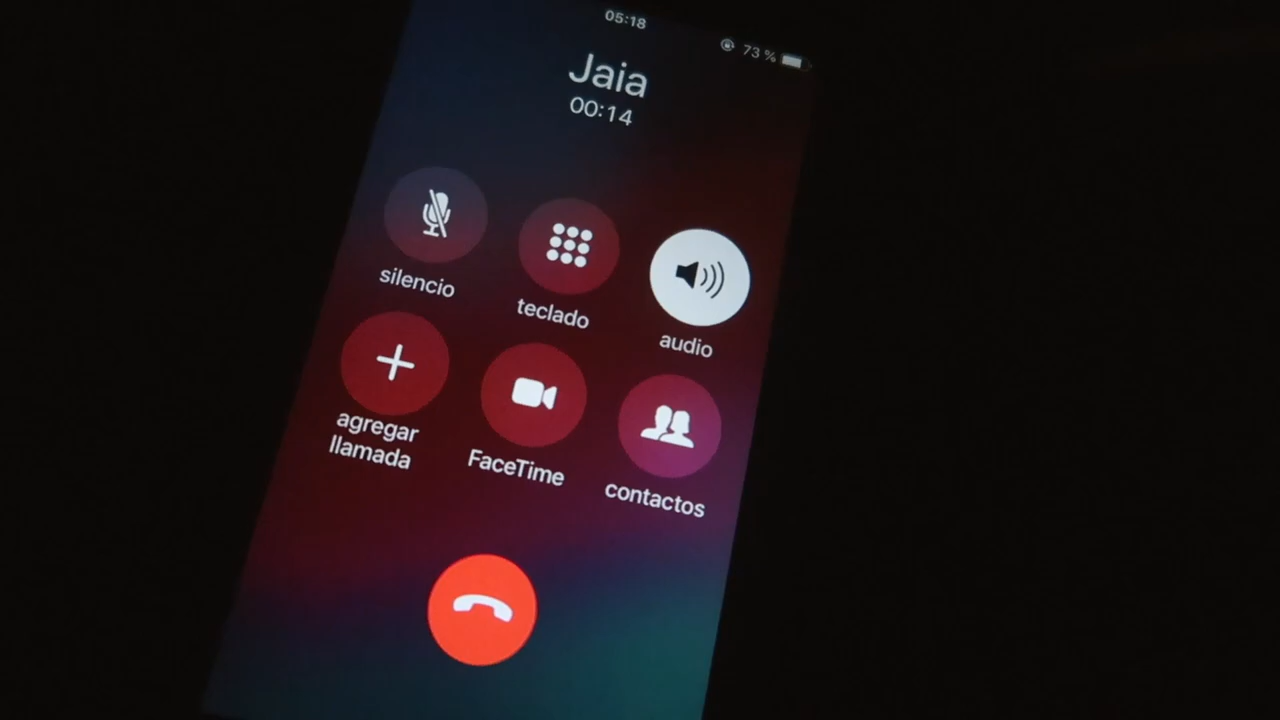 05:18
73 %
Jaia
00:14
silencio
teclado
audio
agregar
llamada
FaceTime
contactos